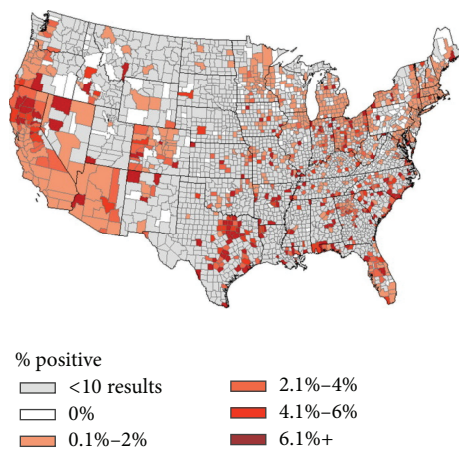 % positive
<10 results
0%
0.1%–2%
2.1%–4%
4.1%–6%
6.1%+